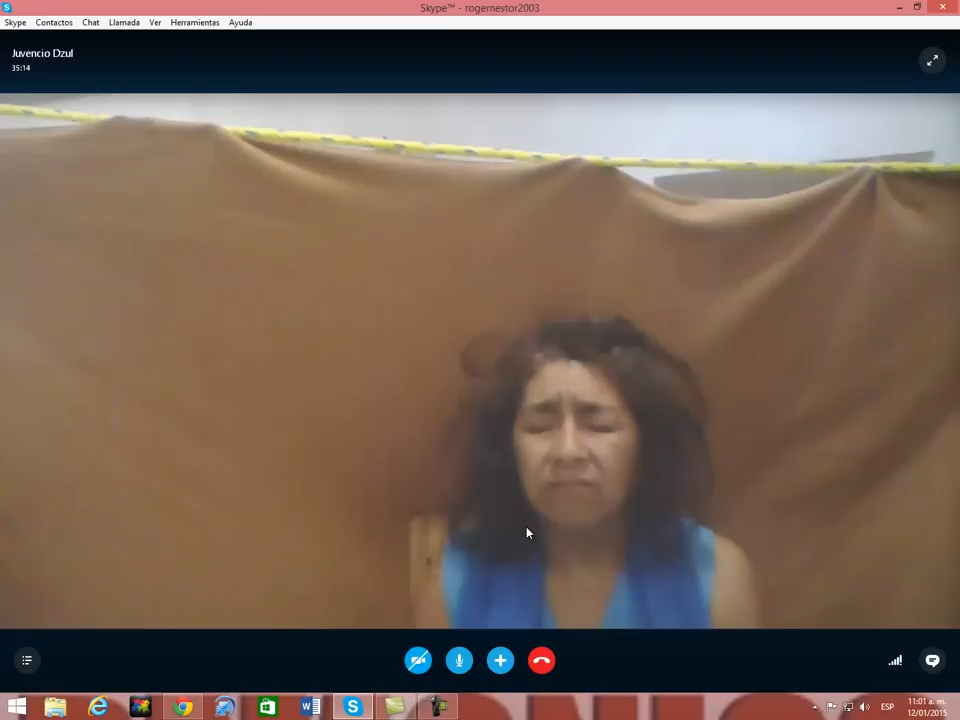 Skype™ - rogernestor2003
Skype Contactos Chat Llamada Ver Herramientas Ayuda
Juvencio Dzul
35:14
ESP
11:01 a. m.
12/01/2015